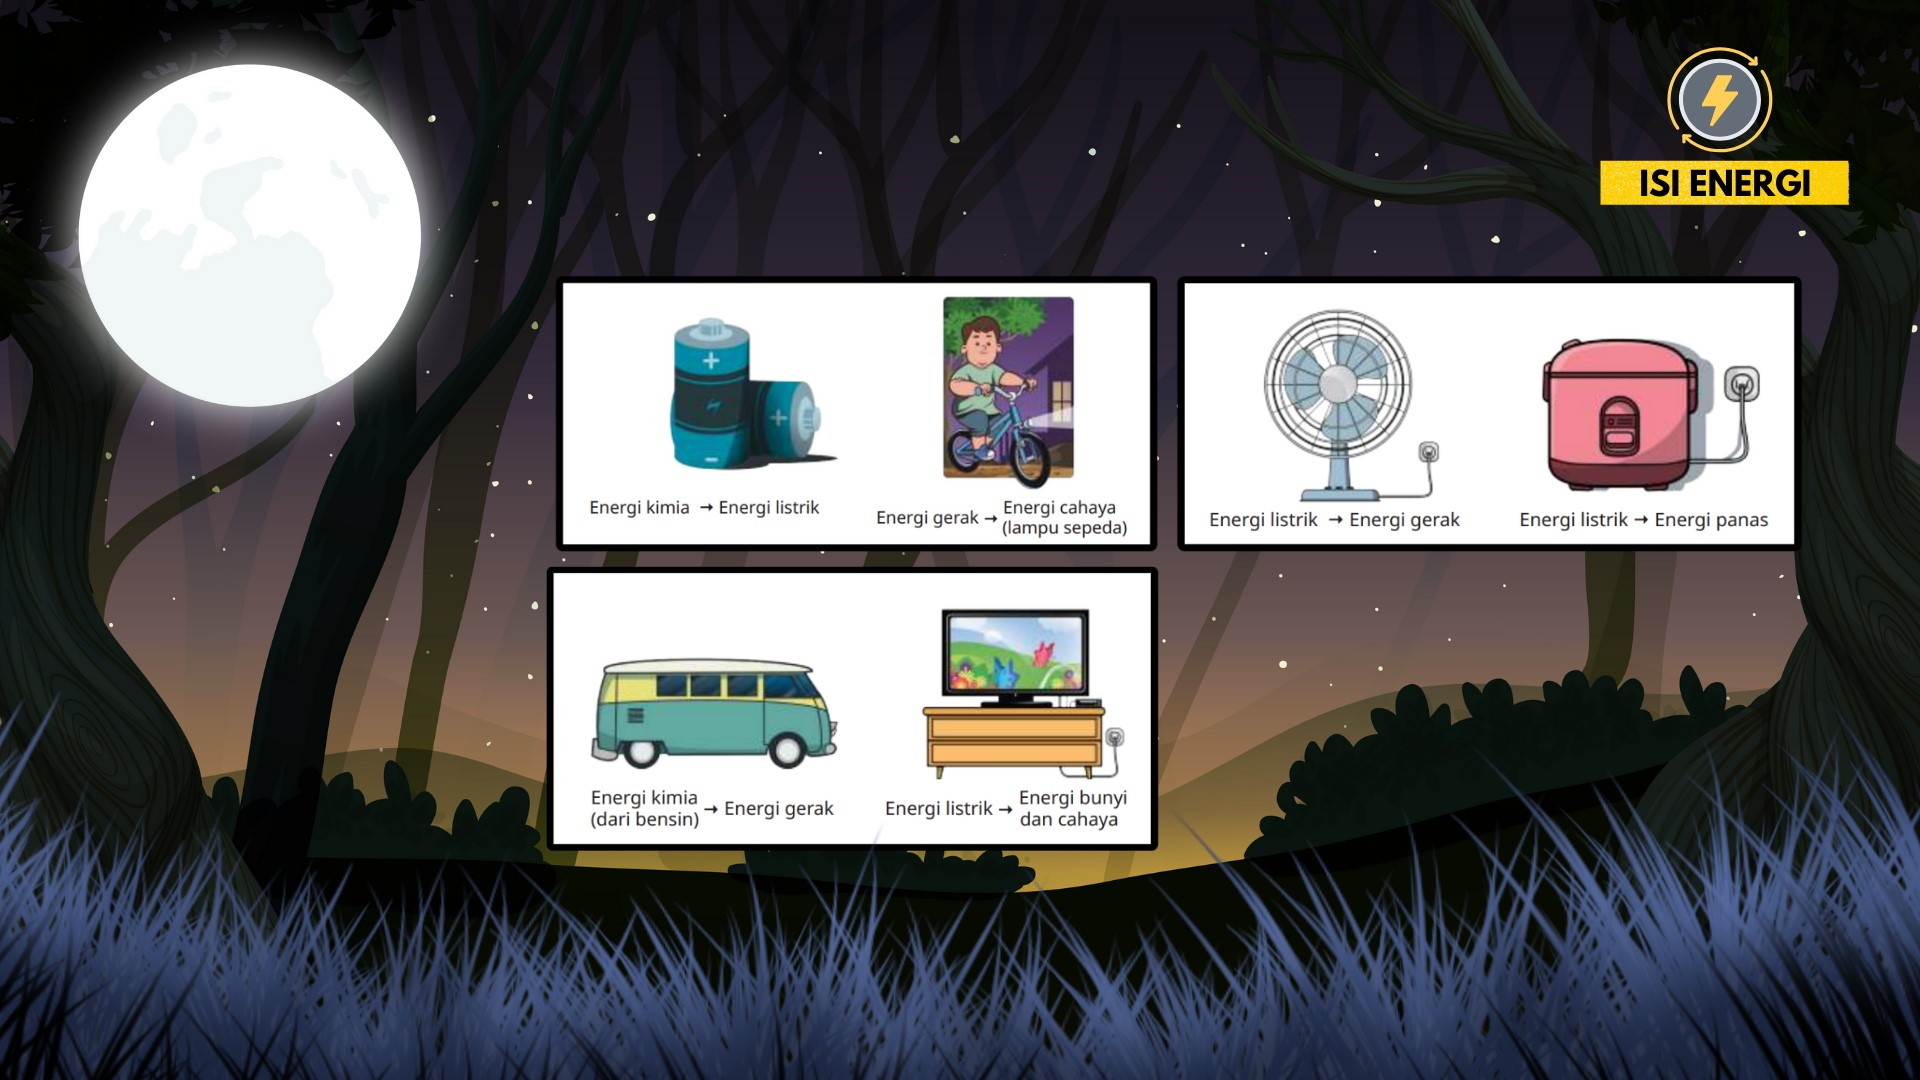 ISI ENERGI
Energi kimia → Energi listrik
Energi gerak → Energi cahaya
(lampu sepeda)
Energi listrik → Energi gerak
Energi listrik → Energi panas
Energi kimia
(dari bensin) → Energi gerak
Energi listrik → Energi bunyi
dan cahaya